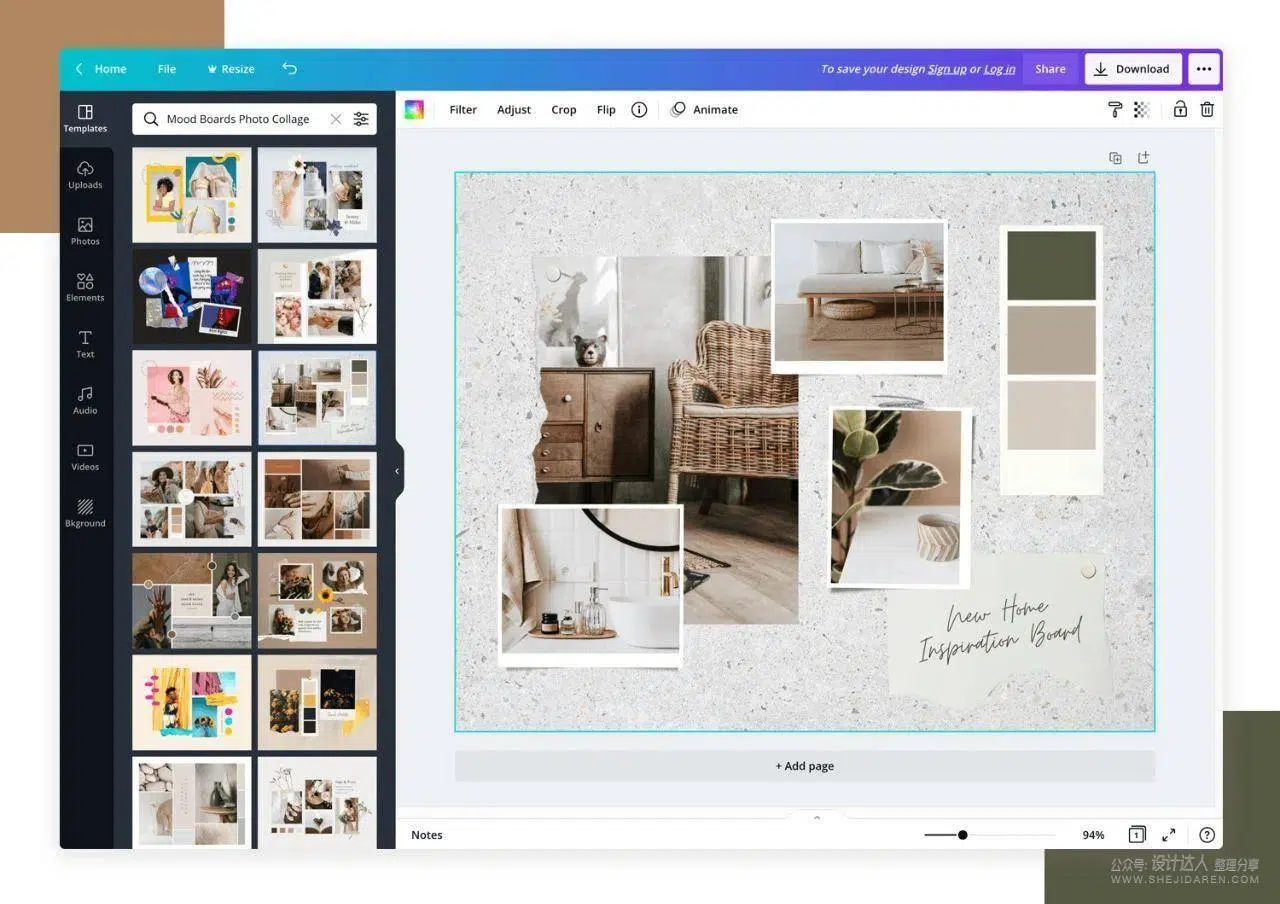 Home File Resize To save your design Sign up or Log in Share Download
Templates
Uploads
Photos
Elements
Text
Audio
Videos
Bkground
Mood Boards Photo Collage
Filter Adjust Crop Flip Animate
New Home
Inspiration Board
+ Add page
Notes 94% 1 ?
公众号: 设计达人 整理分享
WWW.SHEJIDAREN.COM